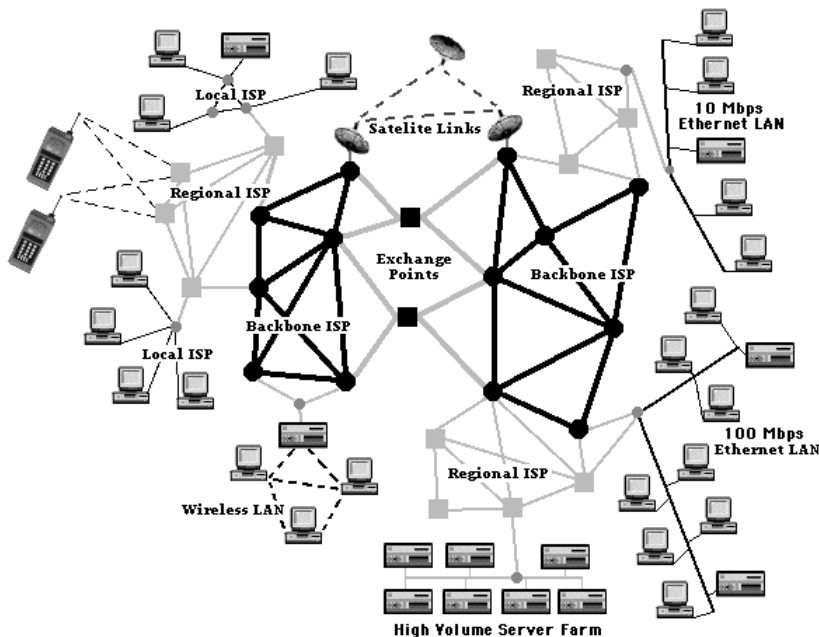 Local ISP
Satelite Links
Regional ISP
10 Mbps
Ethernet LAN
Regional ISP
Exchange
Points
Backbone ISP
Backbone ISP
Local ISP
100 Mbps
Ethernet LAN
Regional ISP
Wireless LAN
High Volume Server Farm